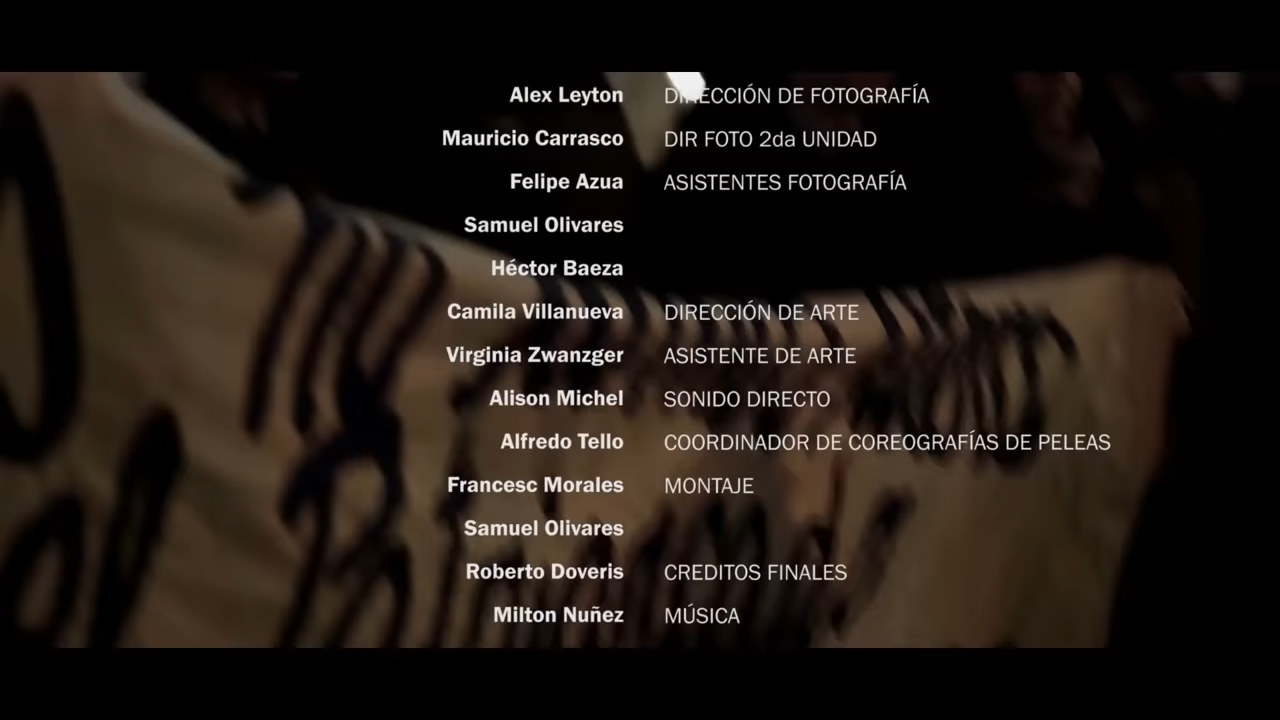 Alex Leyton DIRECCIÓN DE FOTOGRAFÍA
Mauricio Carrasco DIR FOTO 2da UNIDAD
Felipe Azua ASISTENTES FOTOGRAFÍA
Samuel Olivares
Héctor Baeza
Camila Villanueva DIRECCIÓN DE ARTE
Virginia Zwanzger ASISTENTE DE ARTE
Alison Michel SONIDO DIRECTO
Alfredo Tello COORDINADOR DE COREOGRAFÍAS DE PELEAS
Francesc Morales MONTAJE
Samuel Olivares
Roberto Doveris CREDITOS FINALES
Milton Nuñez MÚSICA